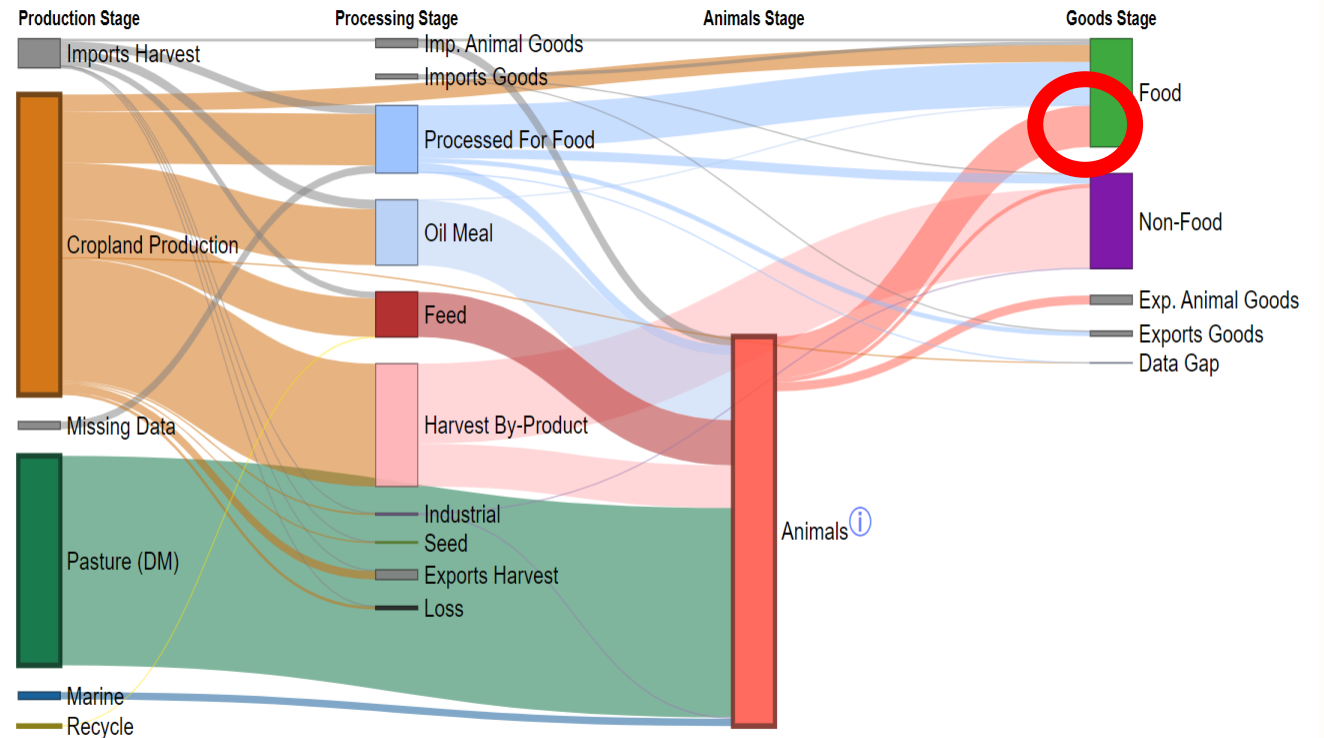 Production Stage
Processing Stage
Animals Stage
Goods Stage
Imports Harvest
Cropland Production
Missing Data
Pasture (DM)
Marine
Recycle
Imp. Animal Goods
Imports Goods
Processed For Food
Oil Meal
Feed
Harvest By-Product
Industrial
Seed
Exports Harvest
Loss
Animals
i
Food
Non-Food
Exp. Animal Goods
Exports Goods
Data Gap